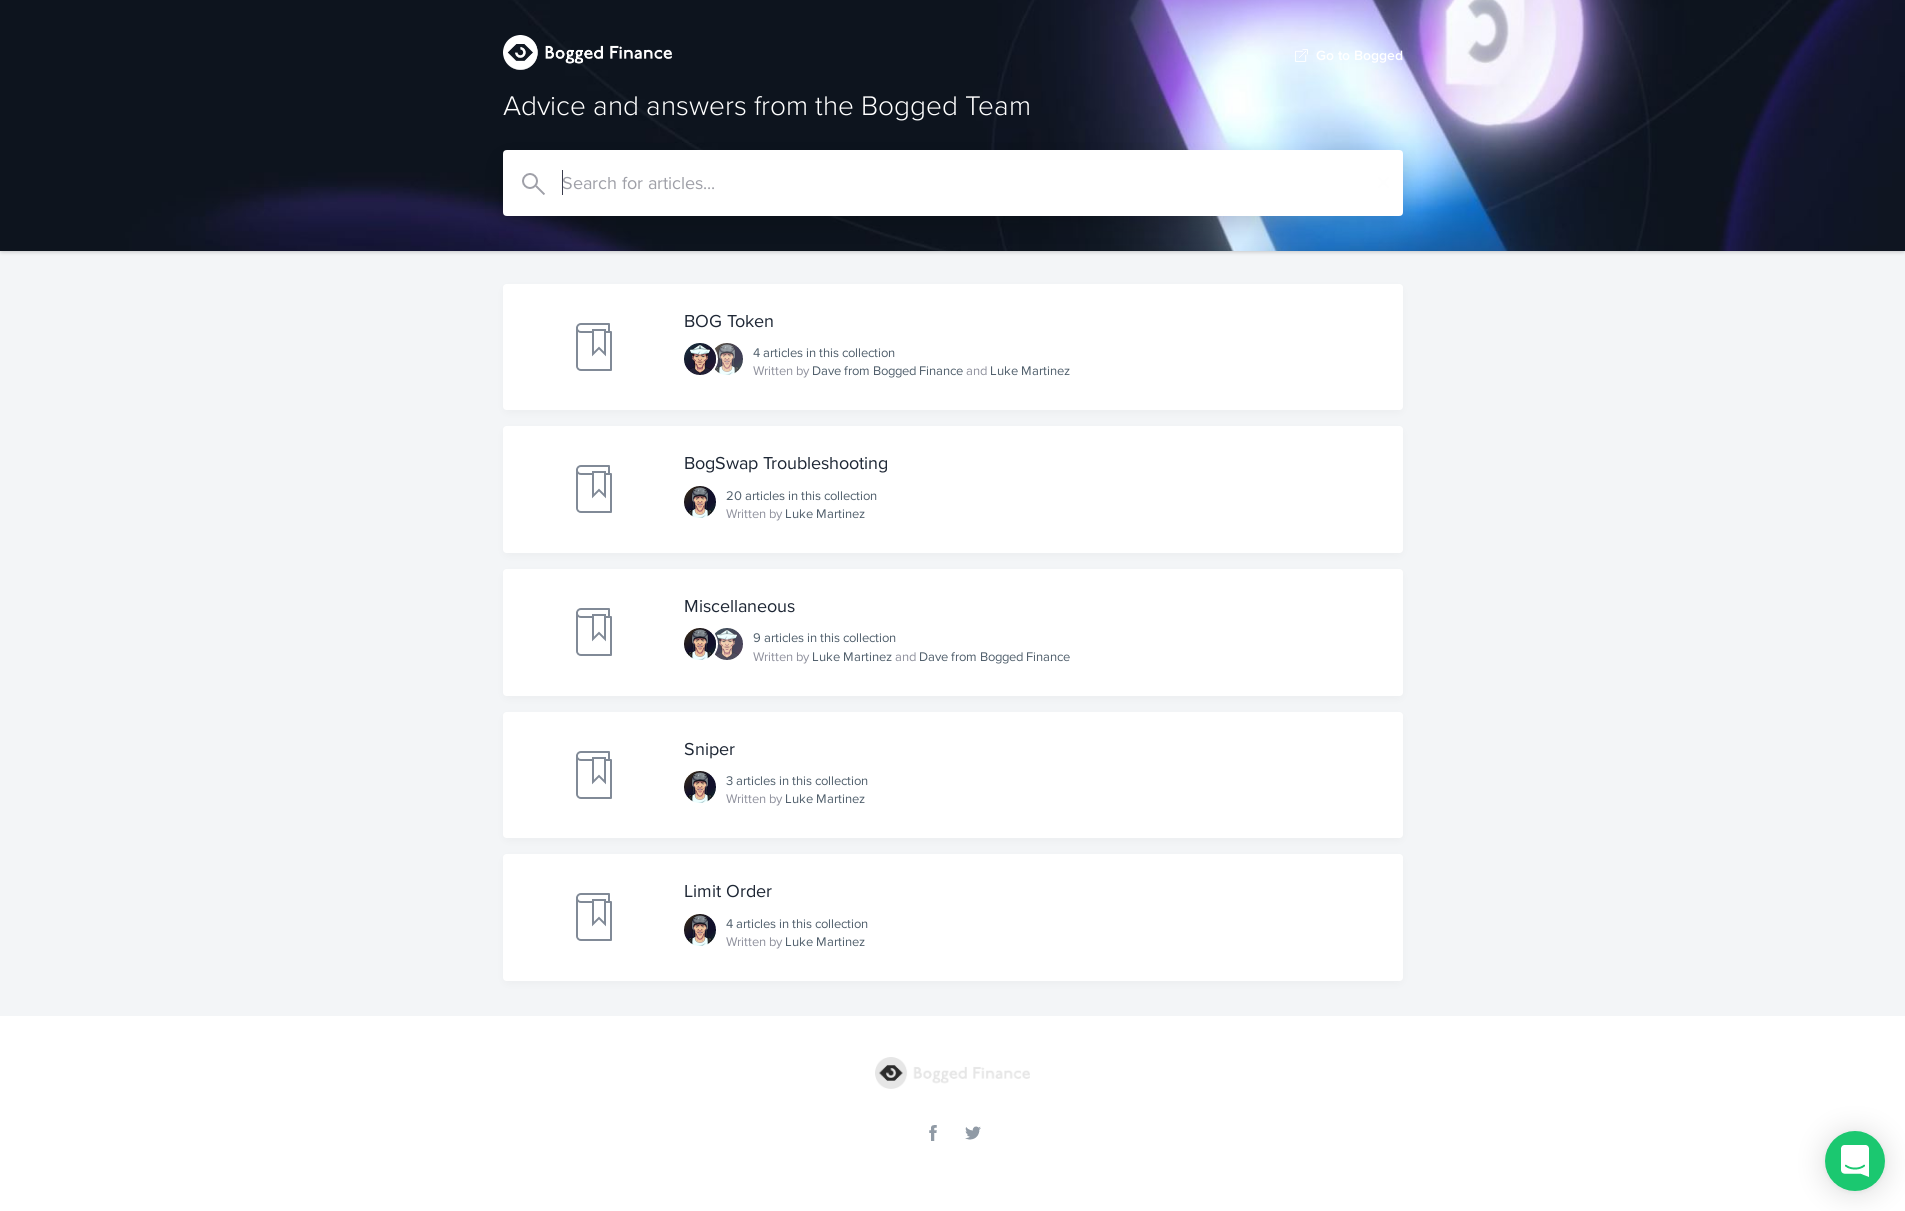 Bogged Finance
Go to Bogged
Advice and answers from the Bogged Team
Search for articles...
BOG Token
4 articles in this collection
Written by Dave from Bogged Finance and Luke Martinez
BogSwap Troubleshooting
20 articles in this collection
Written by Luke Martinez
Miscellaneous
9 articles in this collection
Written by Luke Martinez and Dave from Bogged Finance
Sniper
3 articles in this collection
Written by Luke Martinez
Limit Order
4 articles in this collection
Written by Luke Martinez
Bogged Finance